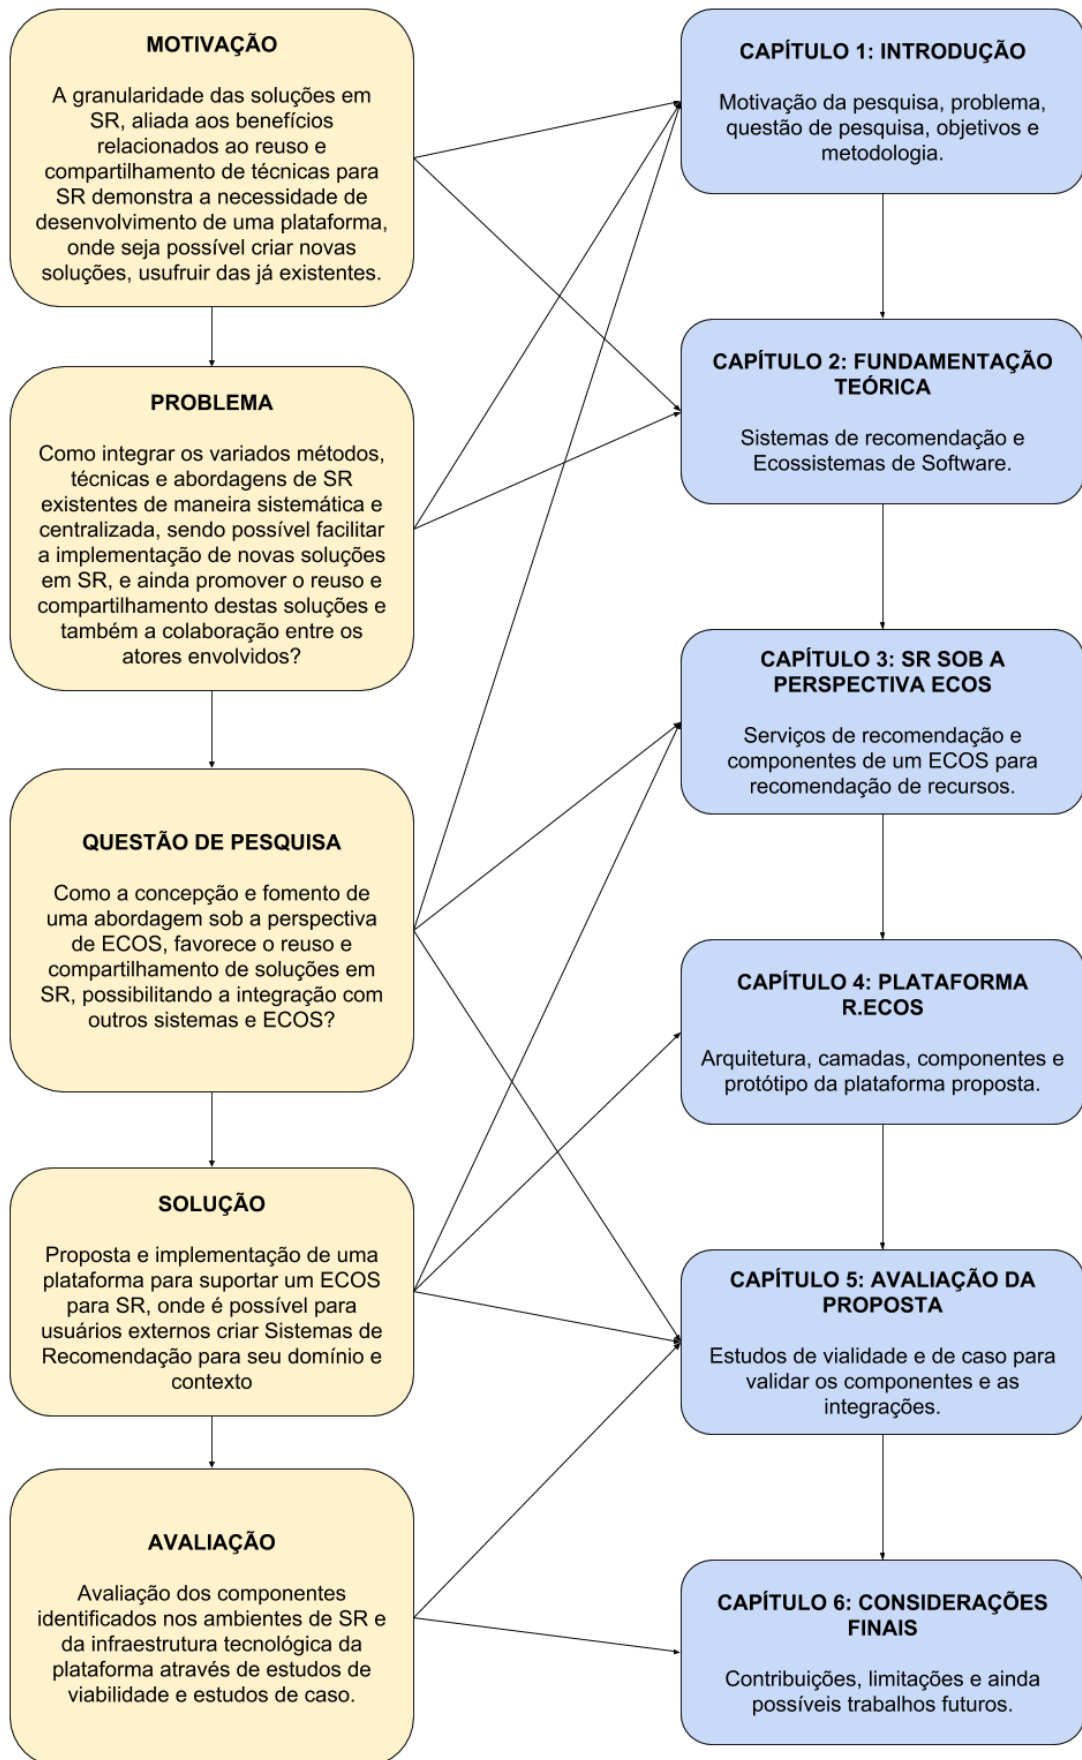 MOTIVAÇÃO
A granularidade das soluções em
SR, aliada aos benefícios
relacionados ao reuso e
compartilhamento de técnicas para
SR demonstra a necessidade de
desenvolvimento de uma plataforma,
onde seja possível criar novas
soluções, usufruir das já existentes.
PROBLEMA
Como integrar os variados métodos,
técnicas e abordagens de SR
existentes de maneira sistemática e
centralizada, sendo possível facilitar
a implementação de novas soluções
em SR, e ainda promover o reuso e
compartilhamento destas soluções e
também a colaboração entre os
atores envolvidos?
QUESTÃO DE PESQUISA
Como a concepção e fomento de
uma abordagem sob a perspectiva
de ECOS, favorece o reuso e
compartilhamento de soluções em
SR, possibilitando a integração com
outros sistemas e ECOS?
SOLUÇÃO
Proposta e implementação de uma
plataforma para suportar um ECOS
para SR, onde é possível para
usuários externos criar Sistemas de
Recomendação para seu domínio e
contexto
AVALIAÇÃO
Avaliação dos componentes
identificados nos ambientes de SR e
da infraestrutura tecnológica da
plataforma através de estudos de
viabilidade e estudos de caso.
CAPÍTULO 1: INTRODUÇÃO
Motivação da pesquisa, problema,
questão de pesquisa, objetivos e
metodologia.
CAPÍTULO 2: FUNDAMENTAÇÃO
TEÓRICA
Sistemas de recomendação e
Ecossistemas de Software.
CAPÍTULO 3: SR SOB A
PERSPECTIVA ECOS
Serviços de recomendação e
componentes de um ECOS para
recomendação de recursos.
CAPÍTULO 4: PLATAFORMA
R.ECOS
Arquitetura, camadas, componentes e
protótipo da plataforma proposta.
CAPÍTULO 5: AVALIAÇÃO DA
PROPOSTA
Estudos de vialidade e de caso para
validar os componentes e as
integrações.
CAPÍTULO 6: CONSIDERAÇÕES
FINAIS
Contribuições, limitações e ainda
possíveis trabalhos futuros.